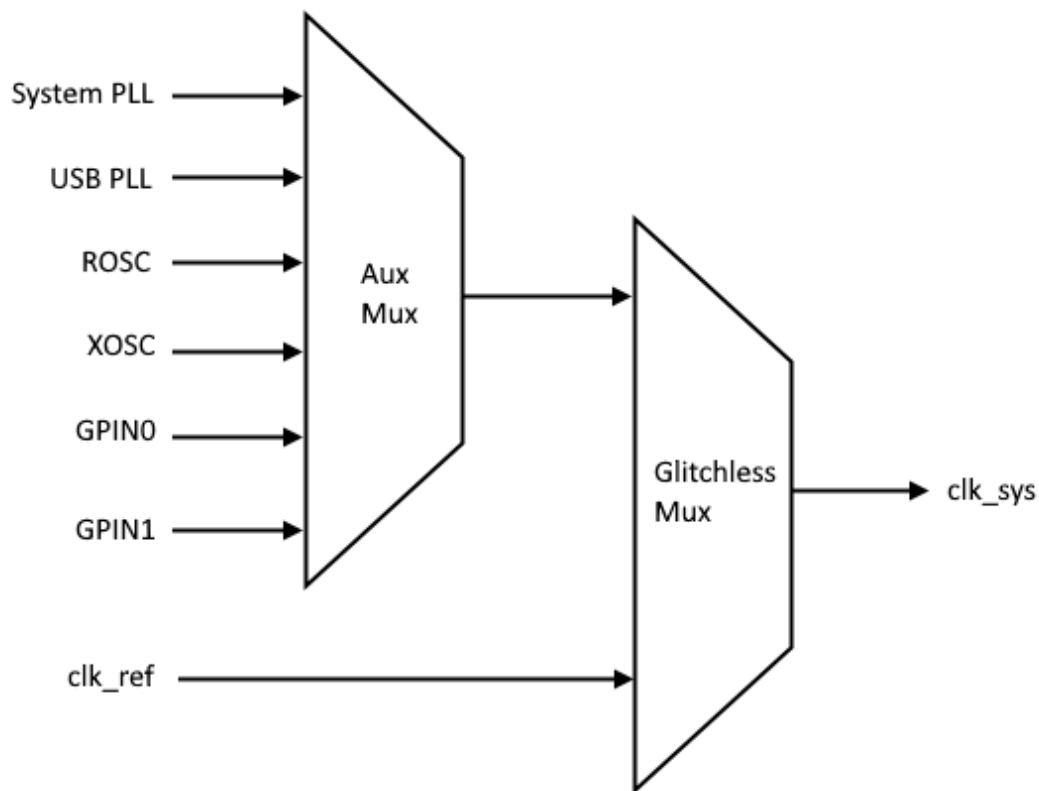 System PLL
USB PLL
ROSC
XOSC
GPIN0
GPIN1
clk_ref
Aux
Mux
Glitchless
Mux
clk_sys